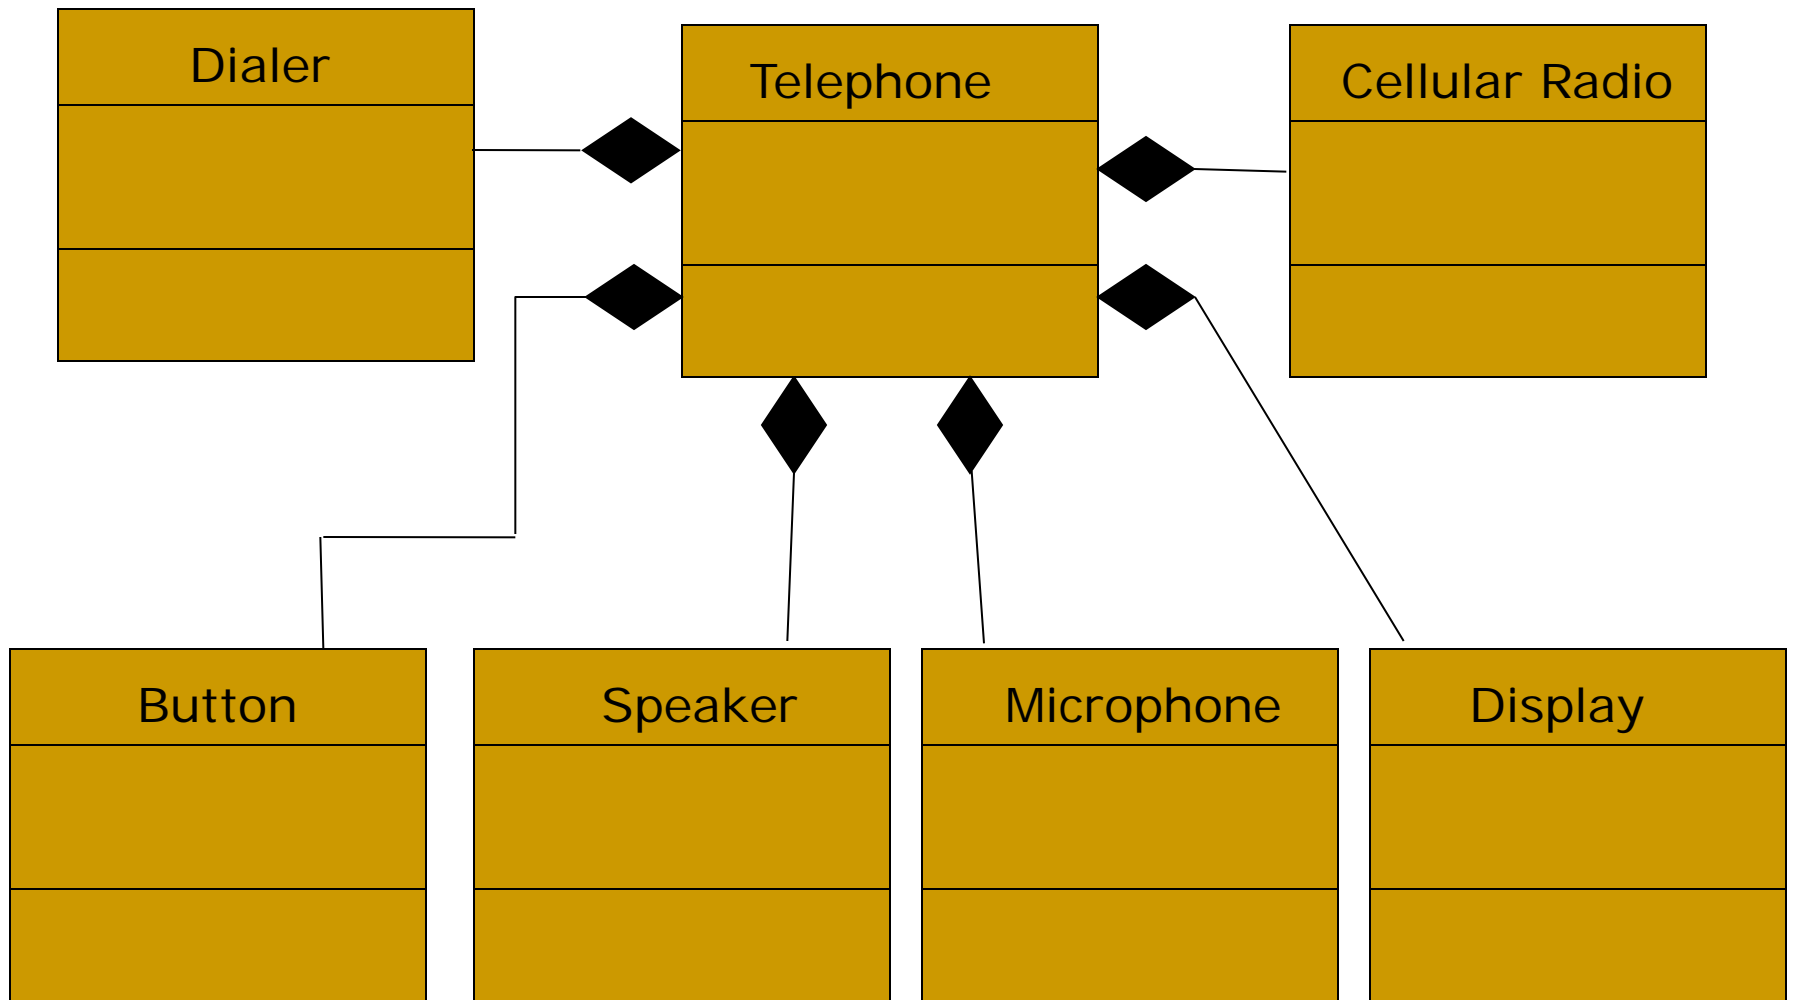 Dialer
Telephone
Cellular Radio
Button
Speaker
Microphone
Display